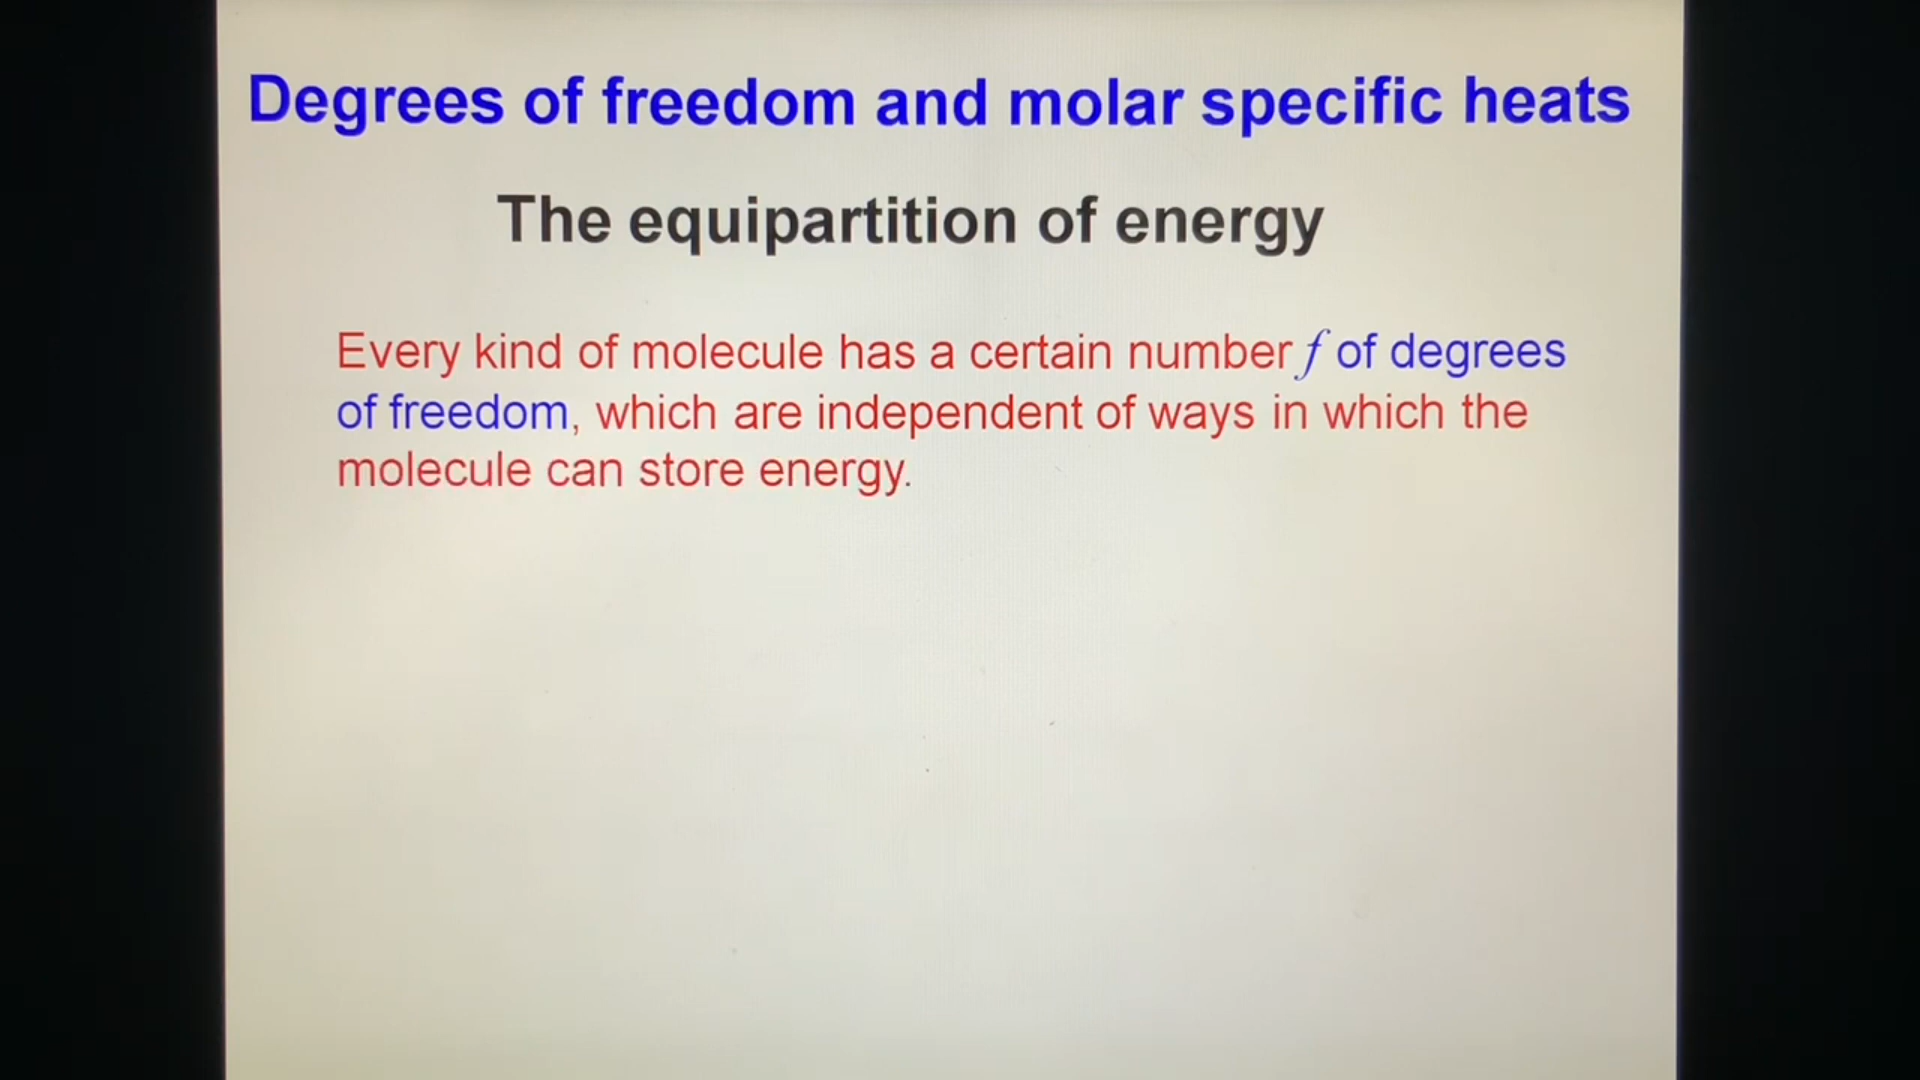 Degrees of freedom and molar specific heats
The equipartition of energy
Every kind of molecule has a certain number f of degrees
of freedom, which are independent of ways in which the
molecule can store energy.